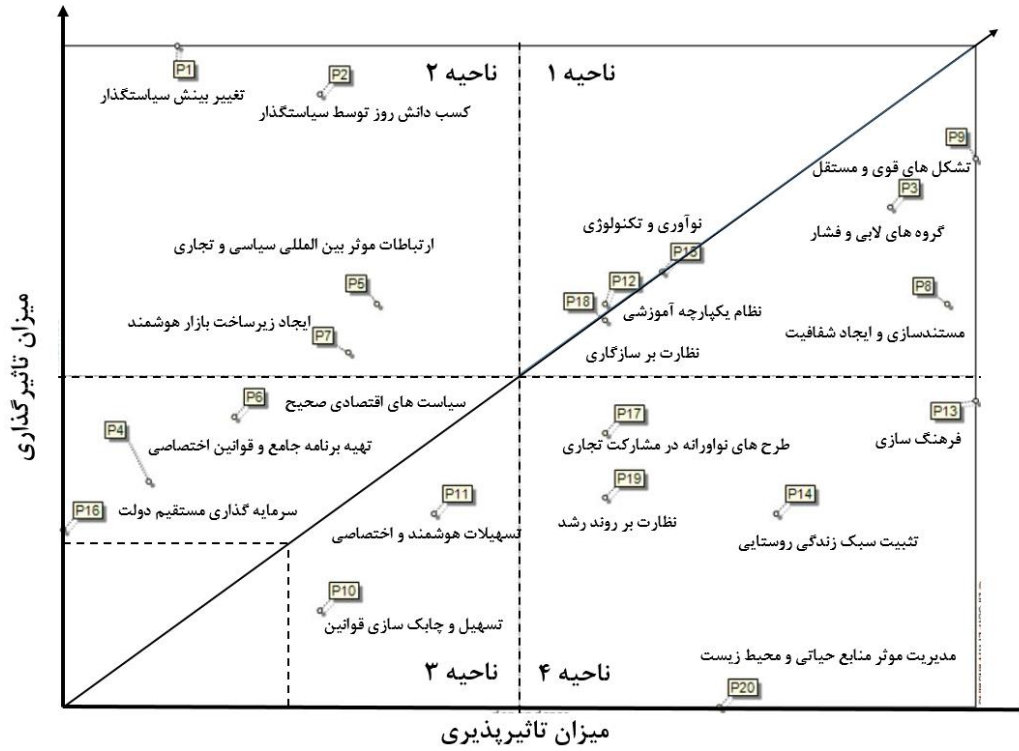 ناحیه ۱
ناحیه ۲
P1
تغییر بینش سیاستگذار
P2
کسب دانش روز توسط سیاستگذار
P9
تشکل های قوی و مستقل
P3
گروه های لابی و فشار
نوآوری و تکنولوژی
P15
ارتباطات موثر بین المللی سیاسی و تجاری
P5
P12
نظام یکپارچه آموزشی
P18
نظارت بر سازگاری
P8
مستندسازی و ایجاد شفافیت
ایجاد زیرساخت بازار هوشمند
P7
P6
سیاست های اقتصادی صحیح
P4
تهیه برنامه جامع و قوانین اختصاصی
P17
طرح های نواورانه در مشارکت تجاری
P13
فرهنگ سازی
P16
سرمایه گذاری مستقیم دولت
P11
تسهیلات هوشمند و اختصاصی
P19
نظارت بر روند رشد
P14
تثبیت سبک زندگی روستایی
P10
تسهیل و چابک سازی قوانین
مدیریت موثر منابع حیاتی و محیط زیست
P20
ناحیه ۴
ناحیه ۳
میزان تاثیرگذاری
میزان تاثیرپذیری